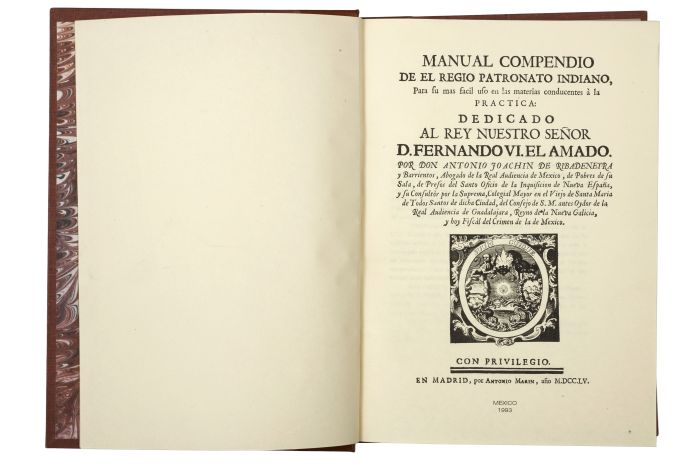 MANUAL COMPENDIO
DE EL REGIO PATRONATO INDIANO,
Para su mas facil uso en las materias conducentes à la
PRACTICA:
DEDICADO
AL REY NUESTRO SEÑOR
D. FERNANDO VI. EL AMADO.
POR DON ANTONIO JOACHIN DE RIBADENEYRA
y Barrientos, Abogado de la Real Audiencia de Mexico, de Pobres de su
Sala, de Presos del Santo Oficio de la Inquisicion de Nueva España,
y su Consultòr por la Suprema, Colegial Mayor en el Viejo de Santa Maria
de Todos Santos de dicha Ciudad, del Consejo de S. M. antes Oydor de la
Real Audiencia de Guadalajara, Reyno de la Nueva Galicia,
y hoy Fiscàl del Crimen de la de Mexico.
CON PRIVILEGIO.
EN MADRID, por ANTONIO MARIN, año M.DCC.LV.
MEXICO
1993